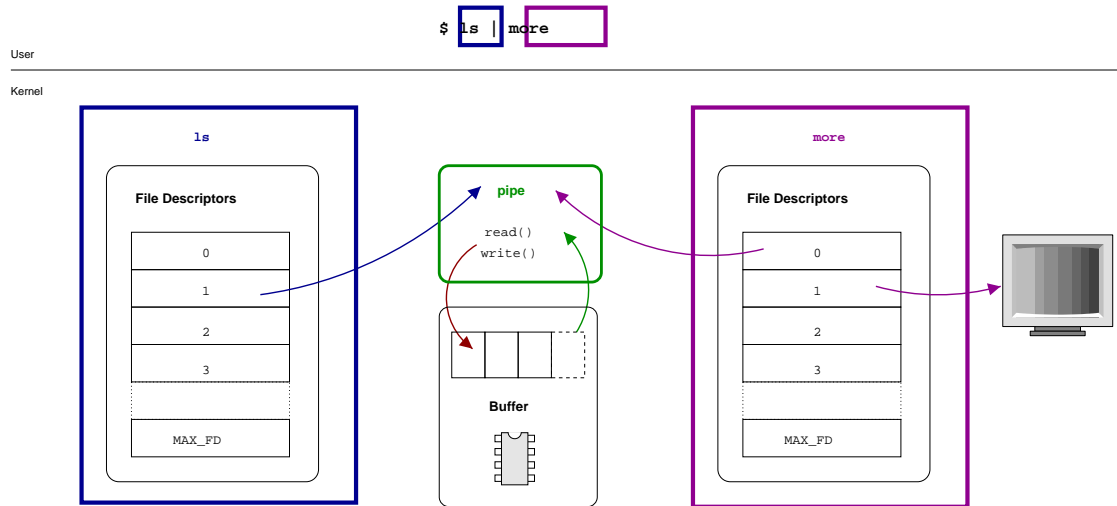 $ ls | more
User
Kernel
ls
File Descriptors
0
1
2
3
MAX_FD
pipe
read()
write()
Buffer
more
File Descriptors
0
1
2
3
MAX_FD